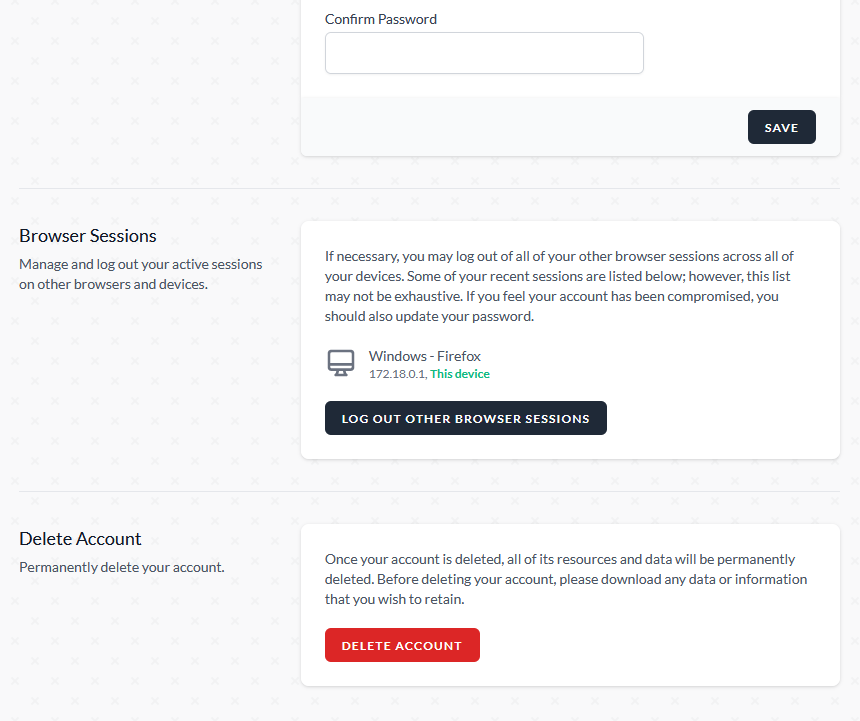 Confirm Password
SAVE
Browser Sessions
Manage and log out your active sessions
on other browsers and devices.
If necessary, you may log out of all of your other browser sessions across all of
your devices. Some of your recent sessions are listed below; however, this list
may not be exhaustive. If you feel your account has been compromised, you
should also update your password.
Windows - Firefox
172.18.0.1, This device
LOG OUT OTHER BROWSER SESSIONS
Delete Account
Permanently delete your account.
Once your account is deleted, all of its resources and data will be permanently
deleted. Before deleting your account, please download any data or information
that you wish to retain.
DELETE ACCOUNT